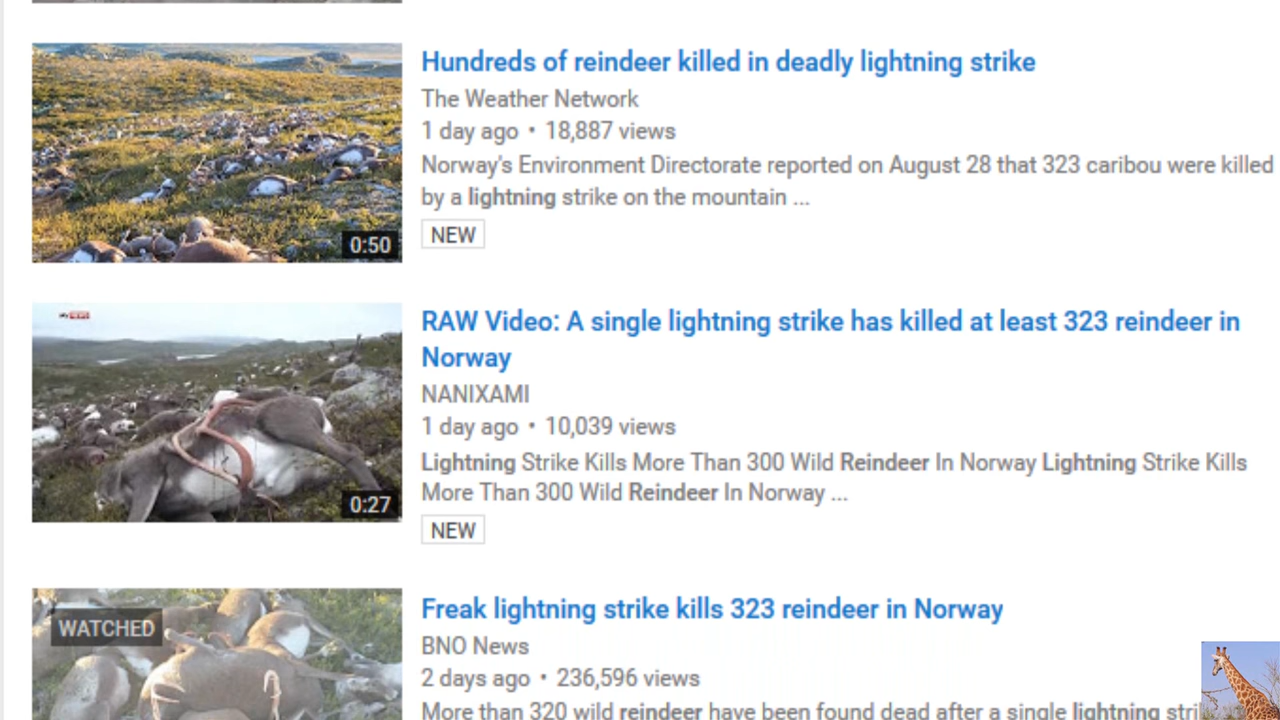 Hundreds of reindeer killed in deadly lightning strike
The Weather Network
1 day ago • 18,887 views
Norway's Environment Directorate reported on August 28 that 323 caribou were killed
by a lightning strike on the mountain ...
0:50
NEW
sky news
RAW Video: A single lightning strike has killed at least 323 reindeer in
Norway
NANIXAMI
1 day ago • 10,039 views
Lightning Strike Kills More Than 300 Wild Reindeer In Norway Lightning Strike Kills
More Than 300 Wild Reindeer In Norway ...
0:27
NEW
Freak lightning strike kills 323 reindeer in Norway
WATCHED
BNO News
2 days ago • 236,596 views
More than 320 wild reindeer have been found dead after a single lightning